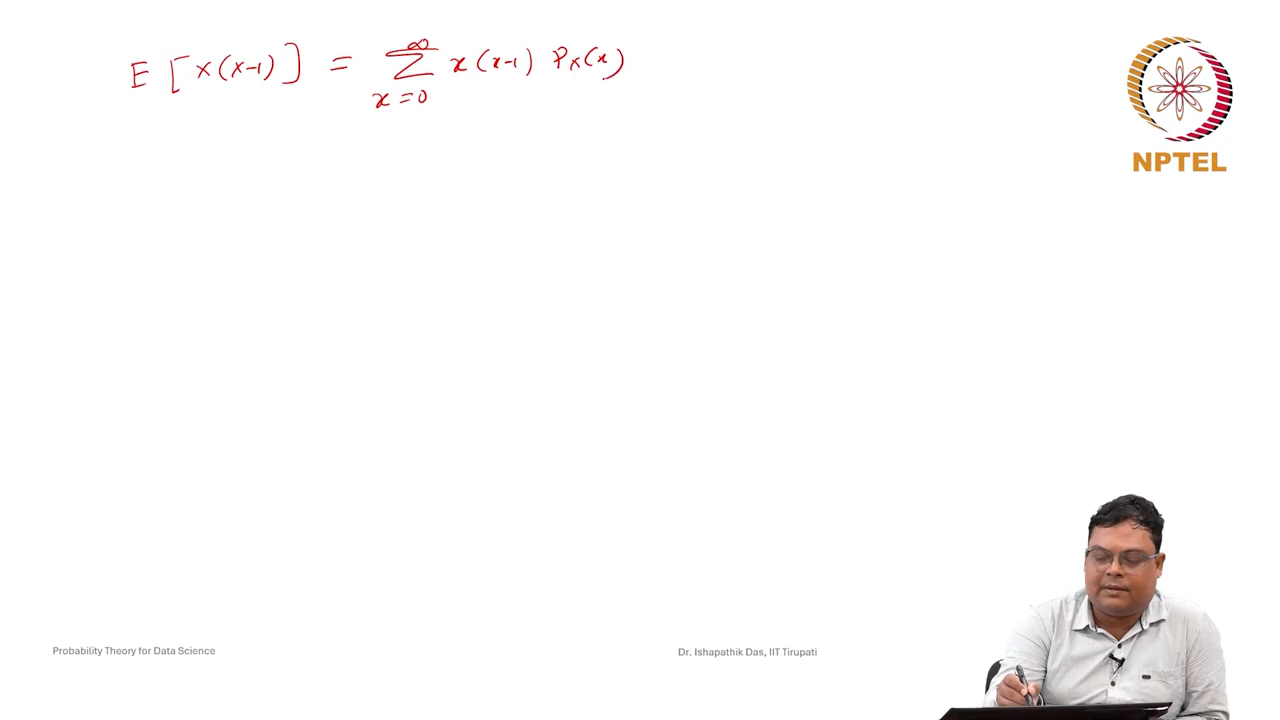 E [ X(X-1) ] = ∞∑x=0 x(x-1) Px(x)
NPTEL
Probability Theory for Data Science
Dr. Ishapathik Das, IIT Tirupati